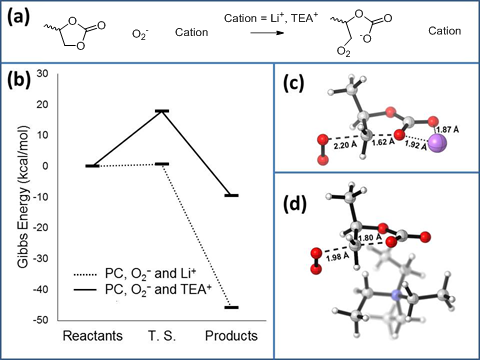 (a)
O
O
O
O₂⁻
Cation
Cation = Li⁺, TEA⁺
O
O
O
O₂
Cation
(b)
30
20
10
0
-10
-20
-30
-40
-50
Gibbs Energy (kcal/mol)
PC, O₂⁻ and Li⁺
PC, O₂⁻ and TEA⁺
Reactants T. S. Products
(c)
2.20 Å
1.62 Å
1.92 Å
1.87 Å
(d)
1.80 Å
1.98 Å